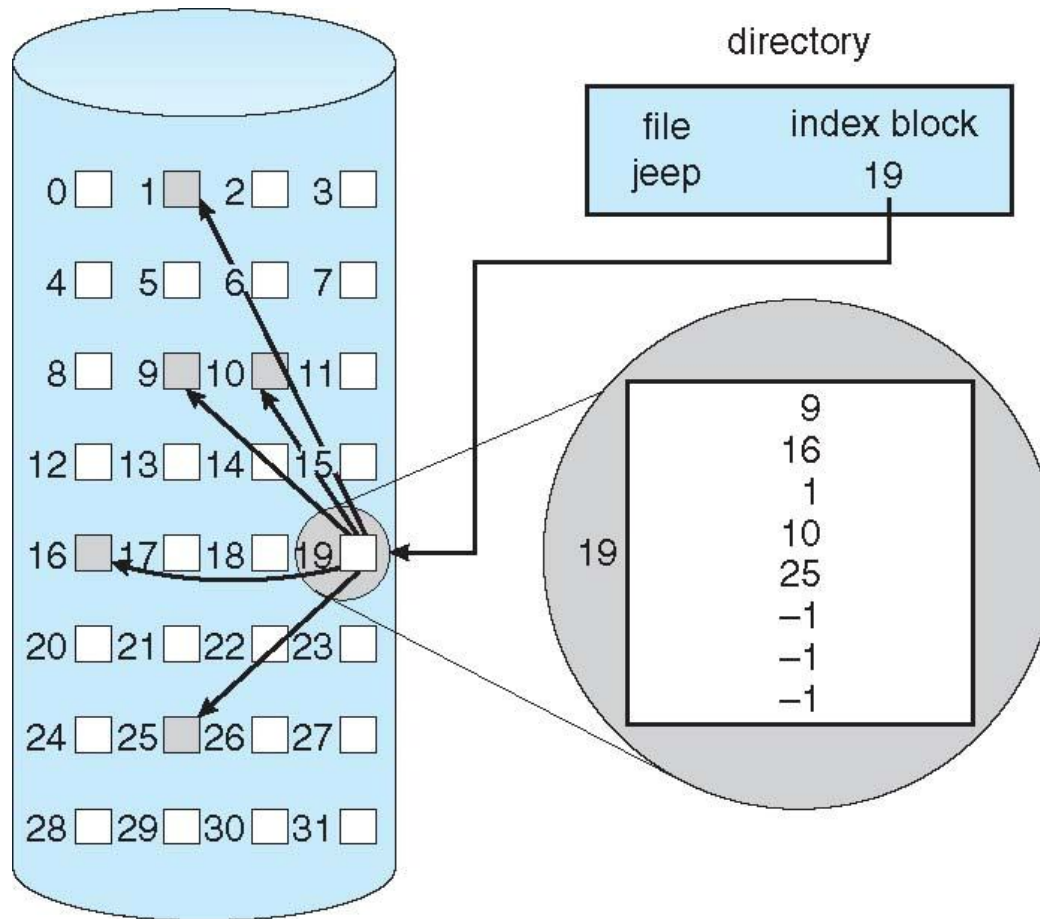 directory
file index block
jeep 19
0 1 2 3
4 5 6 7
8 9 10 11
12 13 14 15
16 17 18 19
20 21 22 23
24 25 26 27
28 29 30 31
19
9
16
1
10
25
–1
–1
–1